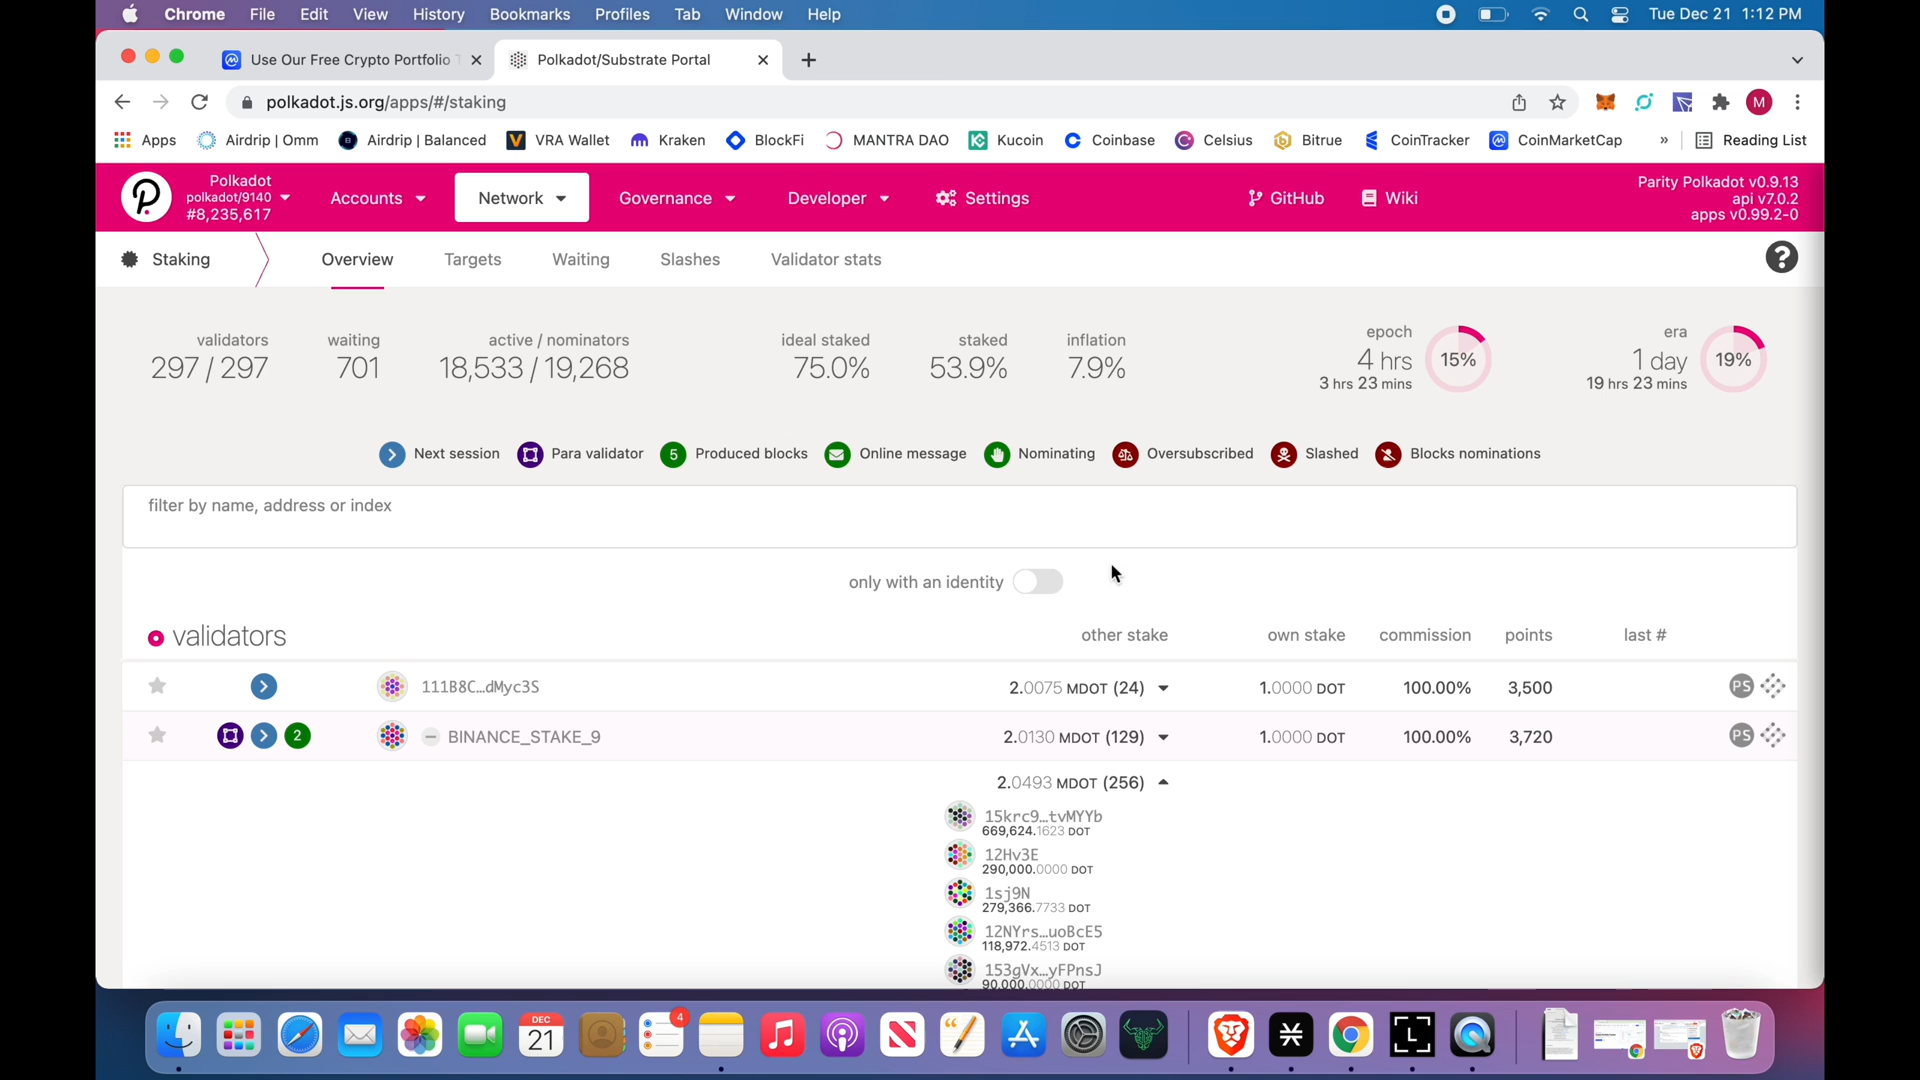 Chrome File Edit View History Bookmarks Profiles Tab Window Help Tue Dec 21 1:12 PM
Use Our Free Crypto Portfolio Polkadot/Substrate Portal
polkadot.js.org/apps/#/staking M
Apps Airdrip | Omm Airdrip | Balanced VRA Wallet Kraken BlockFi MANTRA DAO Kucoin Coinbase Celsius Bitrue CoinTracker CoinMarketCap » Reading List
Polkadot
polkadot/9140
#8,235,617
Accounts Network Governance Developer Settings GitHub Wiki
Parity Polkadot v0.9.13
api v7.0.2
apps v0.99.2-0
Staking Overview Targets Waiting Slashes Validator stats ?
validators waiting active / nominators ideal staked staked inflation epoch era
297 / 297 701 18,533 / 19,268 75.0% 53.9% 7.9% 4 hrs 15% 1 day 19%
3 hrs 23 mins 19 hrs 23 mins
Next session Para validator 5 Produced blocks Online message Nominating Oversubscribed Slashed Blocks nominations
filter by name, address or index
only with an identity
validators other stake own stake commission points last #
111B8C…dMyc3S 2.0075 MDOT (24) 1.0000 DOT 100.00% 3,500 PS
2 BINANCE_STAKE_9 2.0130 MDOT (129) 1.0000 DOT 100.00% 3,720 PS
2.0493 MDOT (256)
15krc9…tvMYYb
669,624.1623 DOT
12Hv3E
290,000.0000 DOT
1sj9N
279,366.7733 DOT
12NYrs…uoBcE5
118,972.4513 DOT
153gVx…yFPnsJ
90,000.0000 DOT
4
DEC
21